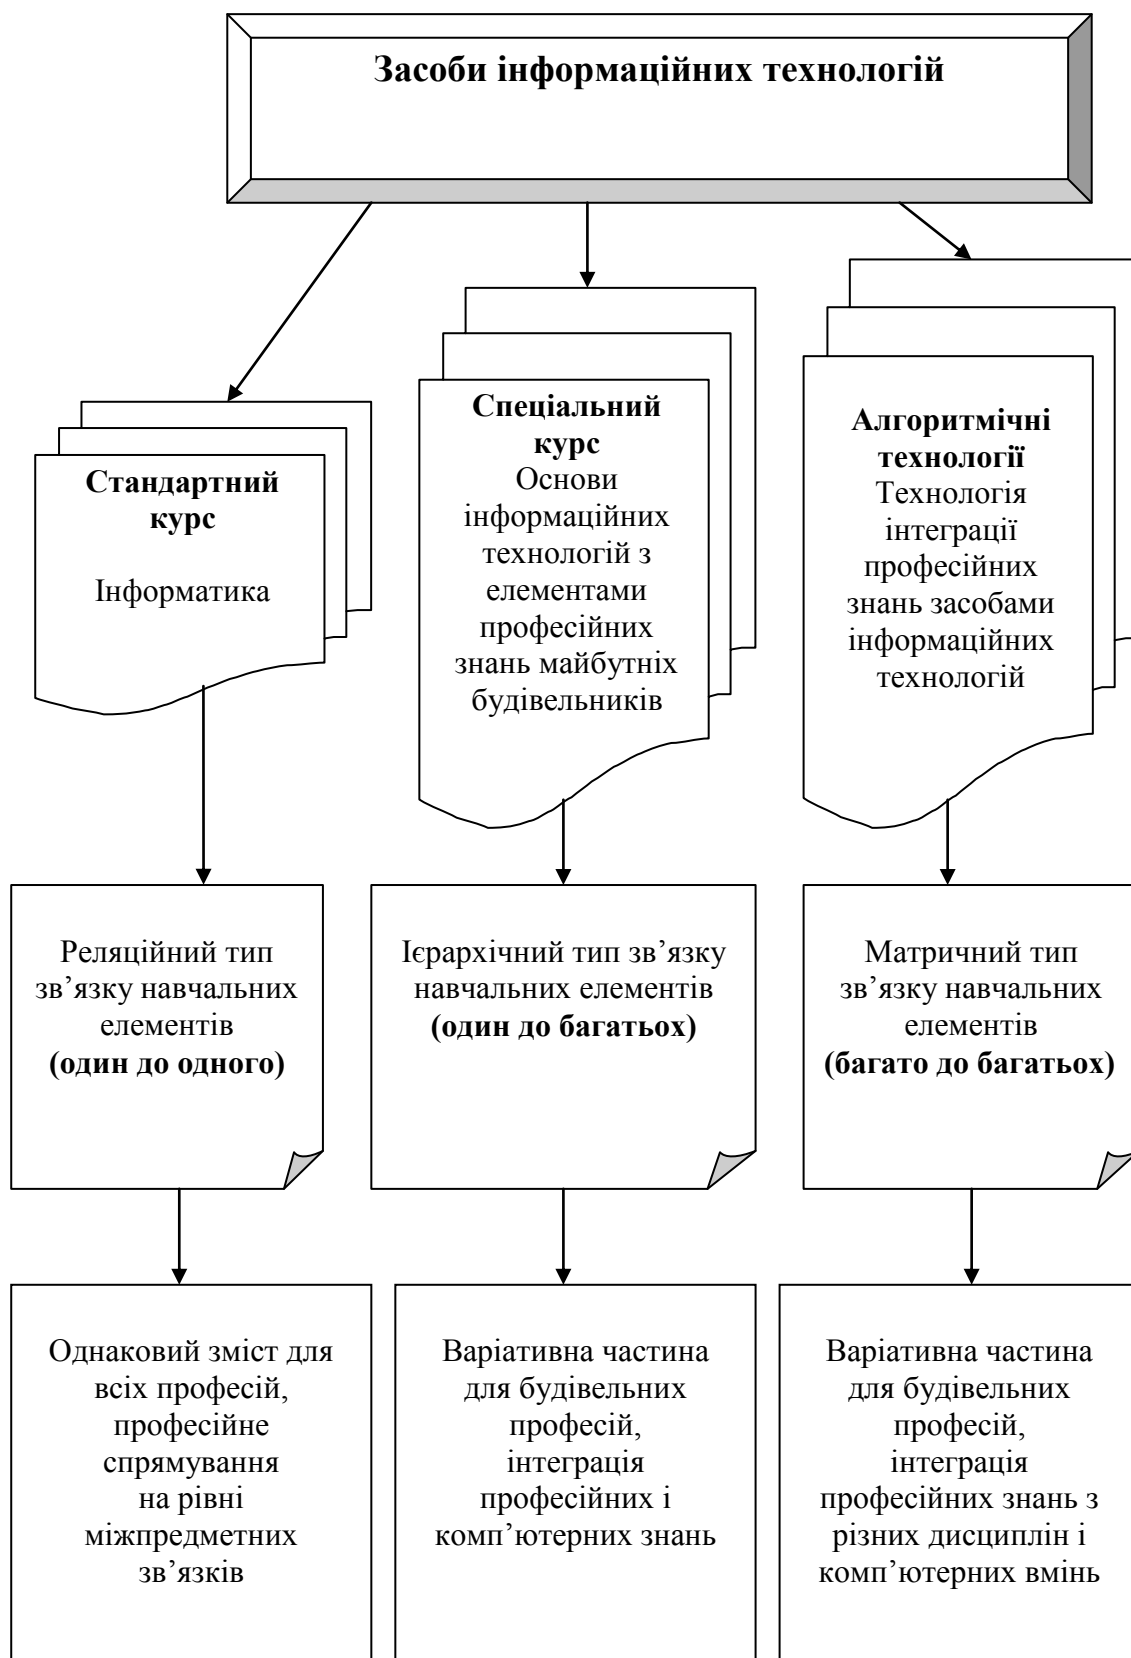 Засоби інформаційних технологій
Стандартний
курс
Інформатика
Спеціальний
курс
Основи
інформаційних
технологій з
елементами
професійних
знань майбутніх
будівельників
Алгоритмічні
технології
Технологія
інтеграції
професійних
знань засобами
інформаційних
технологій
Реляційний тип
зв’язку навчальних
елементів
(один до одного)
Ієрархічний тип зв’язку
навчальних елементів
(один до багатьох)
Матричний тип
зв’язку навчальних
елементів
(багато до багатьох)
Однаковий зміст для
всіх професій,
професійне
спрямування
на рівні
міжпредметних
зв’язків
Варіативна частина
для будівельних
професій,
інтеграція
професійних і
комп’ютерних знань
Варіативна частина
для будівельних
професій,
інтеграція
професійних знань з
різних дисциплін і
комп’ютерних вмінь